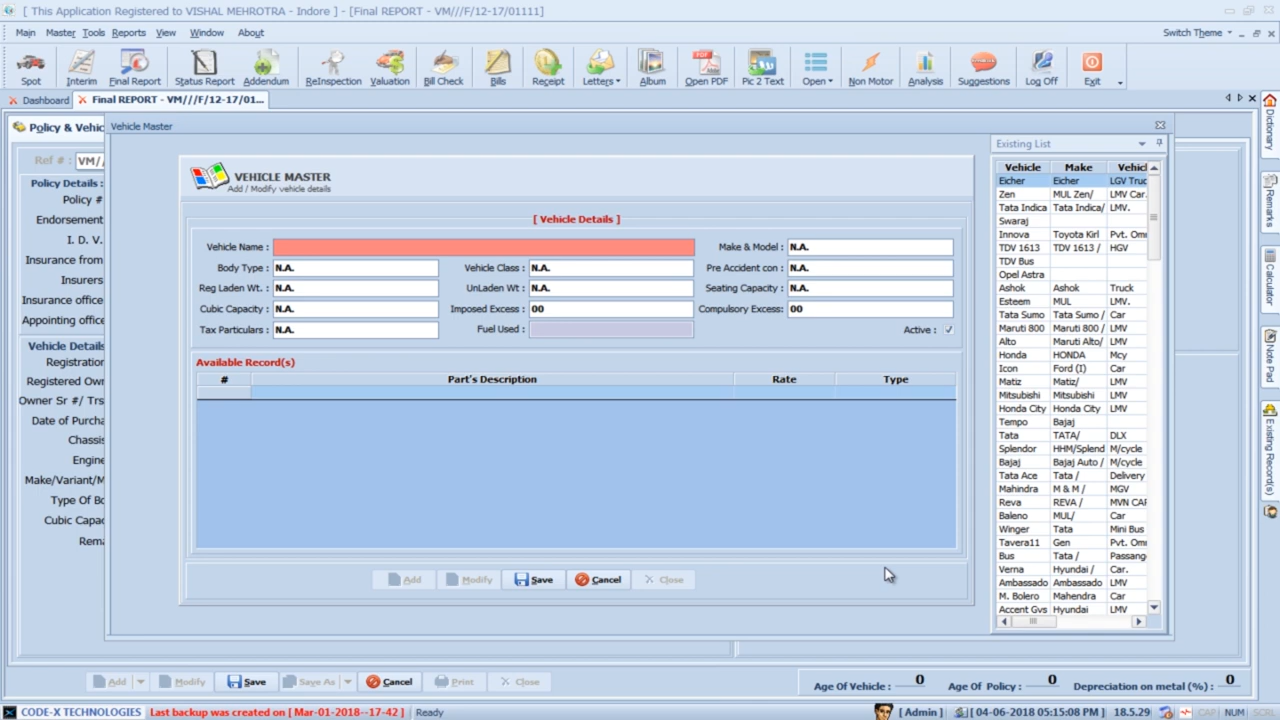 [ This Application Registered to VISHAL MEHROTRA - Indore ] - [Final REPORT - VM///F/12-17/01111]
Main Master Tools Reports View Window About Switch Theme
Spot Interim Final Report Status Report Addendum ReInspection Valuation Bill Check Bills Receipt Letters Album Open PDF Pic 2 Text Open Non Motor Analysis Suggestions Log Off Exit
Dashboard Final REPORT - VM///F/12-17/01...
Policy & Vehic
Ref # : VM/
Policy Details :
Policy #
Endorsement
I. D. V.
Insurance from
Insurers
Insurance office
Appointing office
Vehicle Details
Registration
Registered Own
Owner Sr #/ Trs
Date of Purcha
Chassis
Engine
Make/Variant/M
Type Of Bo
Cubic Capac
Rema
Vehicle Master
VEHICLE MASTER
Add / Modify vehicle details
[ Vehicle Details ]
Vehicle Name : Make & Model : N.A.
Body Type : N.A. Vehicle Class : N.A. Pre Accident con : N.A.
Reg Laden Wt. : N.A. UnLaden Wt : N.A. Seating Capacity : N.A.
Cubic Capacity : N.A. Imposed Excess : 00 Compulsory Excess: 00
Tax Particulars : N.A. Fuel Used : Active :
Available Record(s)
# Part's Description Rate Type
Add Modify Save Cancel Close
Existing List
Vehicle Make Vehicl
Eicher Eicher LGV Truc
Zen MUL Zen/ LMV Car.
Tata Indica Tata Indica/ LMV.
Swaraj
Innova Toyota Kirl Pvt. Omn
TDV 1613 TDV 1613 / HGV
TDV Bus
Opel Astra
Ashok Ashok Truck
Esteem MUL LMV.
Tata Sumo Tata Sumo / Car
Maruti 800 Maruti 800 / LMV
Alto Maruti Alto/ LMV
Honda HONDA Mcy
Icon Ford (I) Car
Matiz Matiz/ LMV
Mitsubishi Mitsubishi LMV
Honda City Honda City LMV
Tempo Bajaj
Tata TATA/ DLX
Splendor HHM/Splend M/cycle
Bajaj Bajaj Auto / M/cycle
Tata Ace Tata / Delivery
Mahindra M & M / MGV
Reva REVA / MVN CAR
Baleno MUL/ Car
Winger Tata Mini Bus
Tavera11 Gen Pvt. Omn
Bus Tata / Passang
Verna Hyundai / Car.
Ambassado Ambassado LMV
M. Bolero Mahendra Car
Accent Gvs Hyundai LMV
Dictionary
Remarks
Calculator
Note Pad
Existing Record(s)
Add Modify Save Save As Cancel Print Close
Age Of Vehicle : 0 Age Of Policy : 0 Depreciation on metal (%) : 0
CODE-X TECHNOLOGIES Last backup was created on [ Mar-01-2018--17-42 ] Ready [ Admin ] [ 04-06-2018 05:15:08 PM ] 18.5.29 CAP NUM SCRL